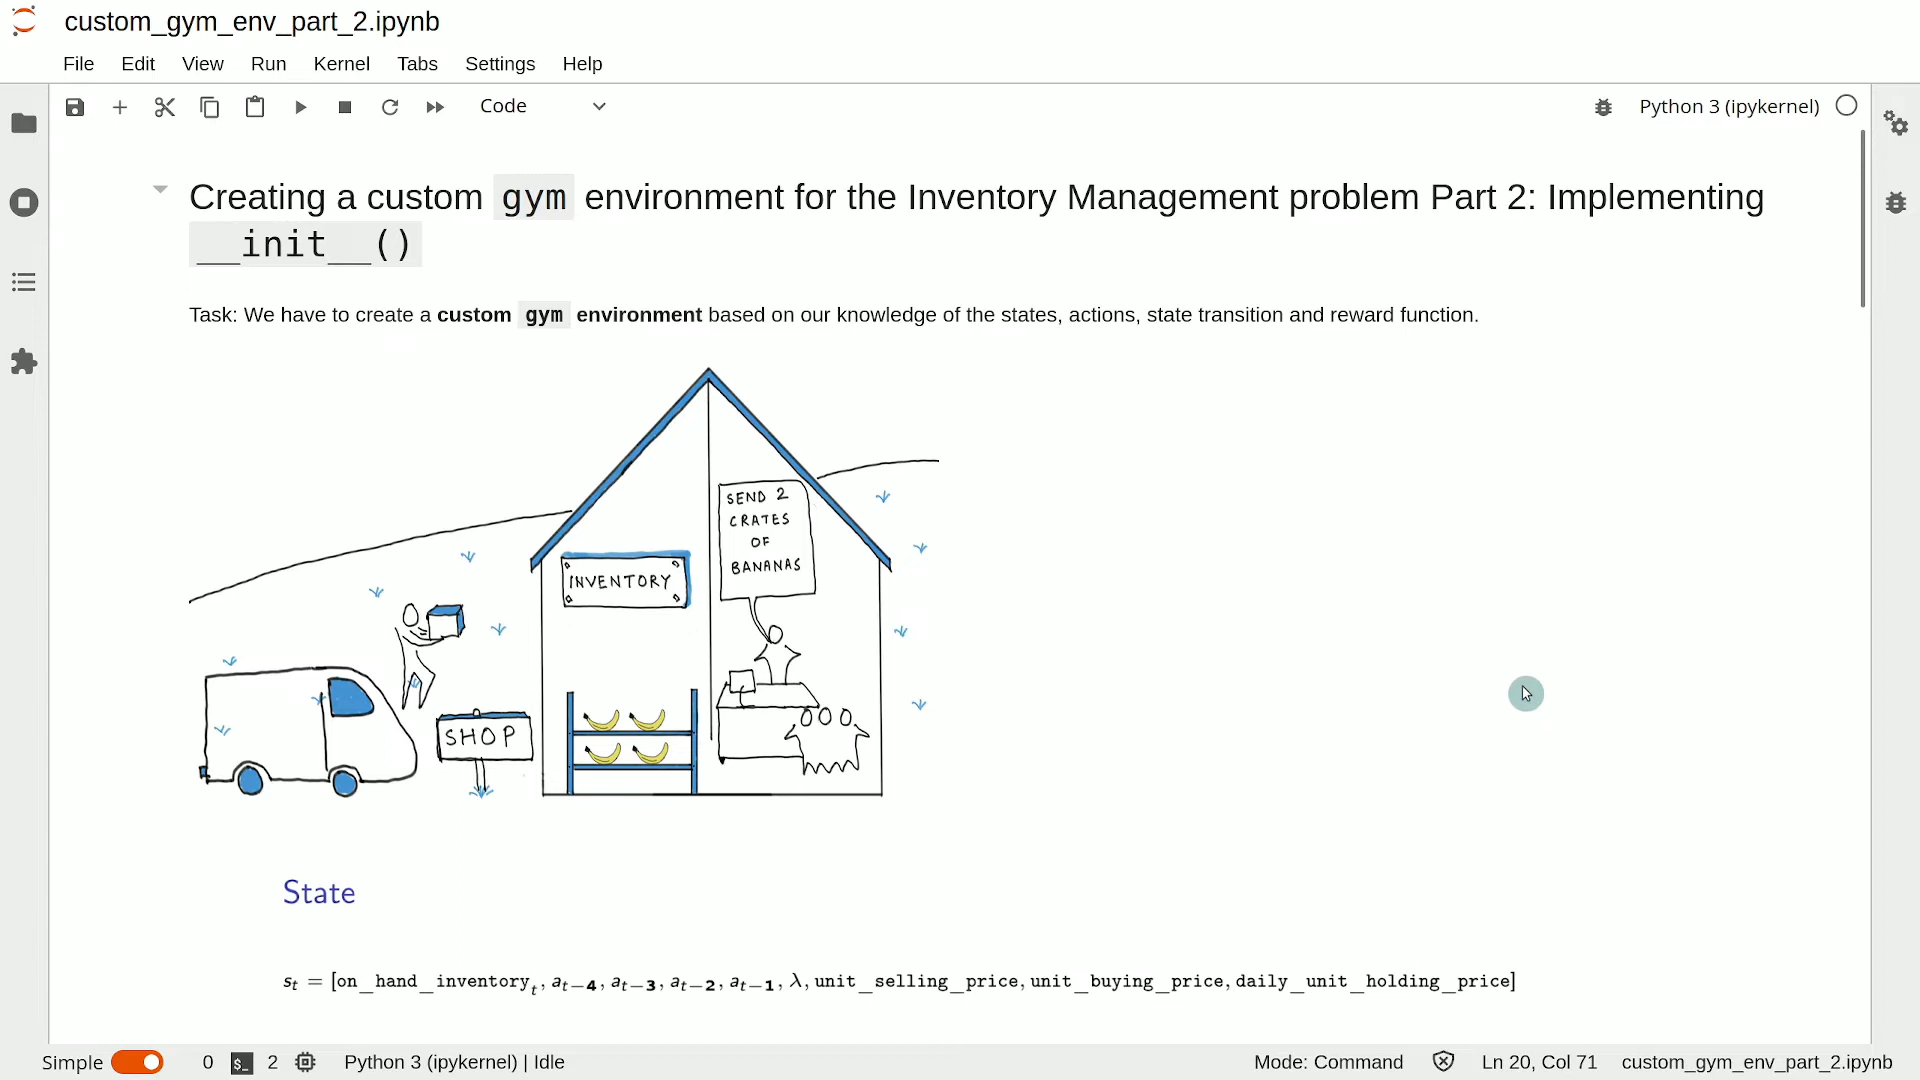 custom_gym_env_part_2.ipynb
File Edit View Run Kernel Tabs Settings Help
Code
Python 3 (ipykernel)
Creating a custom gym environment for the Inventory Management problem Part 2: Implementing
__init__()
Task: We have to create a custom gym environment based on our knowledge of the states, actions, state transition and reward function.
SEND 2
CRATES
OF
BANANAS
INVENTORY
SHOP
State
s_t = [on_hand_inventory_t, a_{t−4}, a_{t−3}, a_{t−2}, a_{t−1}, λ, unit_selling_price, unit_buying_price, daily_unit_holding_price]
Simple 0 $_ 2 Python 3 (ipykernel) | Idle Mode: Command Ln 20, Col 71 custom_gym_env_part_2.ipynb